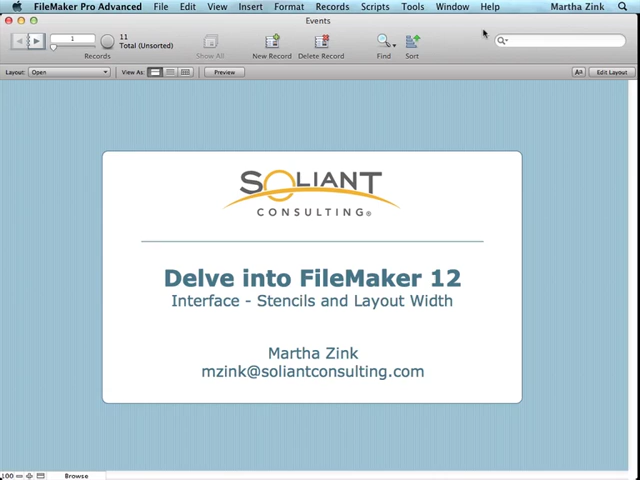 FileMaker Pro Advanced File Edit View Insert Format Records Scripts Tools Window Help Martha Zink
Events
1
11
Total (Unsorted)
Records
Show All
New Record
Delete Record
Find
Sort
Layout: Open
View As:
Preview
Aa
Edit Layout
SOLIANT
CONSULTING®
Delve into FileMaker 12
Interface - Stencils and Layout Width
Martha Zink
mzink@soliantconsulting.com
100
Browse